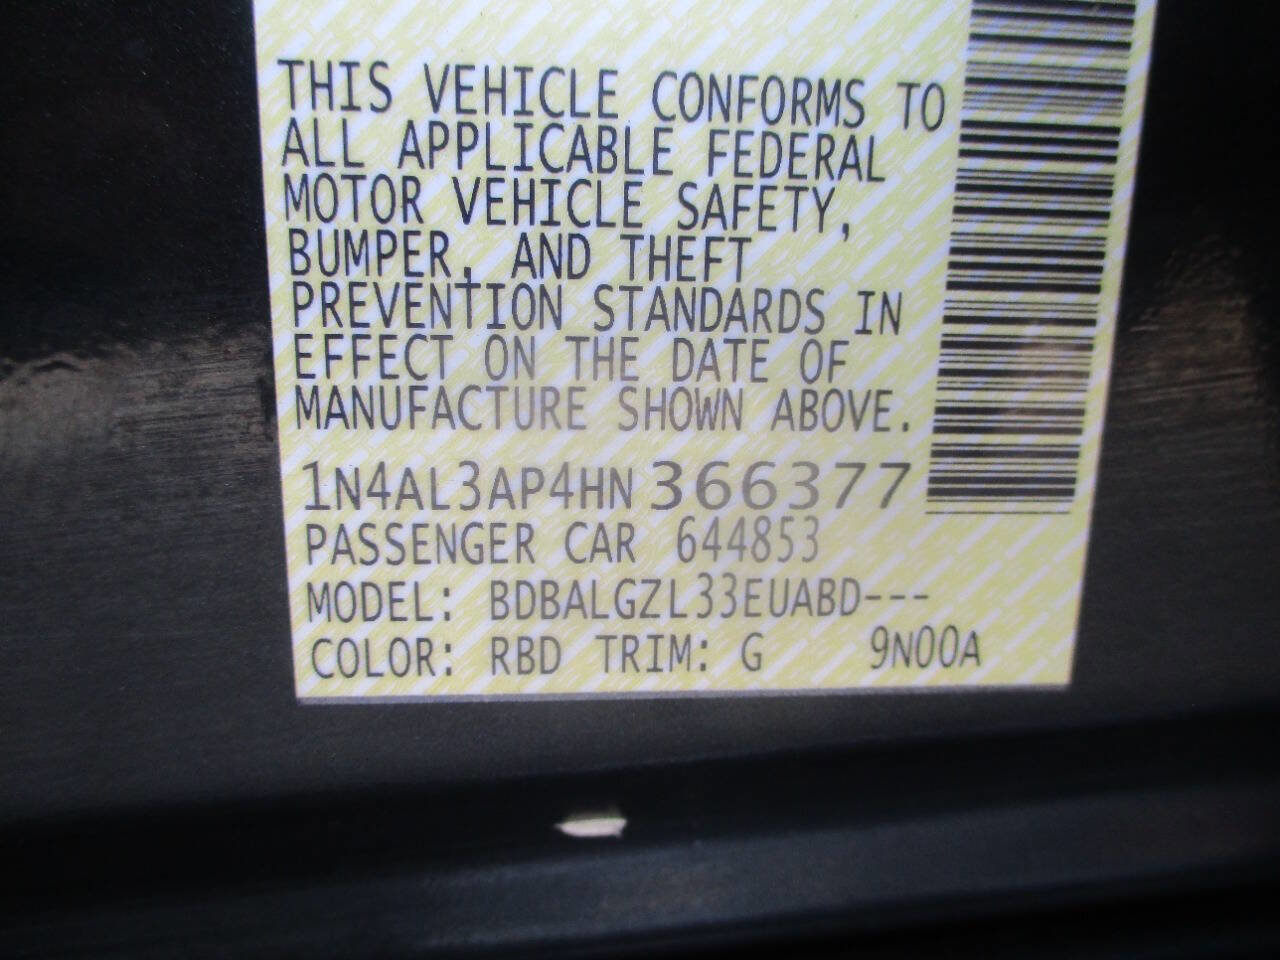 THIS VEHICLE CONFORMS TO
ALL APPLICABLE FEDERAL
MOTOR VEHICLE SAFETY,
BUMPER, AND THEFT
PREVENTION STANDARDS IN
EFFECT ON THE DATE OF
MANUFACTURE SHOWN ABOVE.
1N4AL3AP4HN366377
PASSENGER CAR 644853
MODEL: BDBALGZL33EUABD---
COLOR: RBD TRIM: G 9N00A